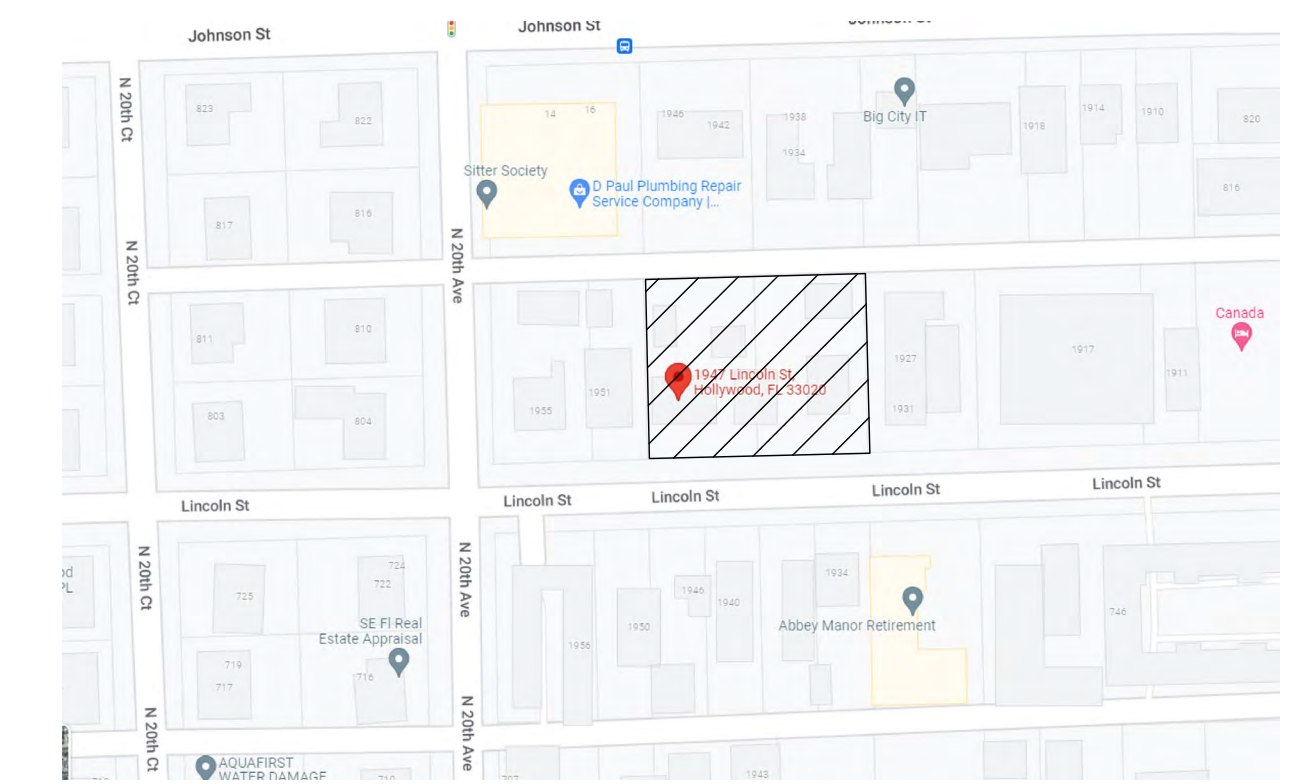 Johnson St
Johnson St
N 20th Ct
823
822
14
16
1946
1942
1938
1934
Big City IT
1918
1914
1910
820
Sitter Society
D Paul Plumbing Repair
Service Company |...
817
816
816
N 20th Ct
N 20th Ave
811
810
1947 Lincoln St,
Hollywood, FL 33020
1927
1917
1911
Canada
803
804
1955
1951
1931
Lincoln St
Lincoln St
Lincoln St
Lincoln St
Lincoln St
N 20th Ct
N 20th Ave
725
724
722
SE Fl Real
Estate Appraisal
719
717
716
1956
1950
1946
1940
1934
Abbey Manor Retirement
746
N 20th Ct
N 20th Ave
AQUAFIRST
WATER DAMAGE
1943